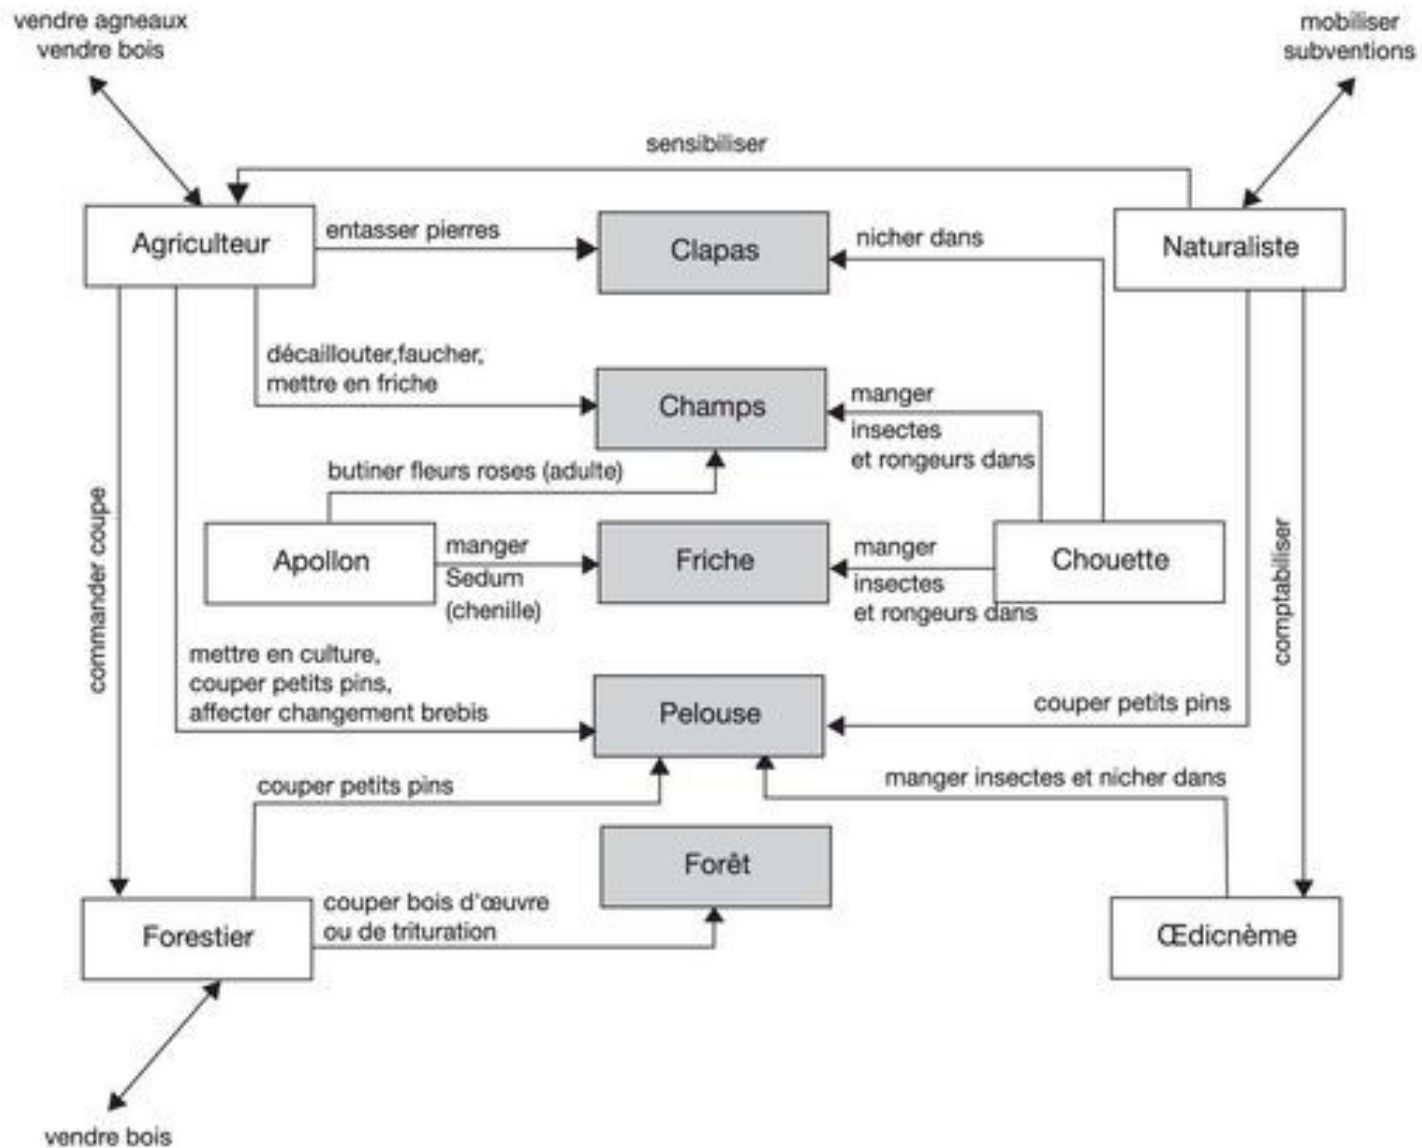 vendre agneaux
vendre bois
mobiliser
subventions
sensibiliser
Agriculteur
entasser pierres
Clapas
nicher dans
Naturaliste
décaillouter,faucher,
mettre en friche
Champs
manger
insectes
et rongeurs dans
butiner fleurs roses (adulte)
commander coupe
Apollon
manger
Sedum
(chenille)
Friche
manger
insectes
et rongeurs dans
Chouette
comptabiliser
mettre en culture,
couper petits pins,
affecter changement brebis
Pelouse
couper petits pins
couper petits pins
manger insectes et nicher dans
Forêt
Forestier
couper bois d'œuvre
ou de trituration
Œdicnème
vendre bois